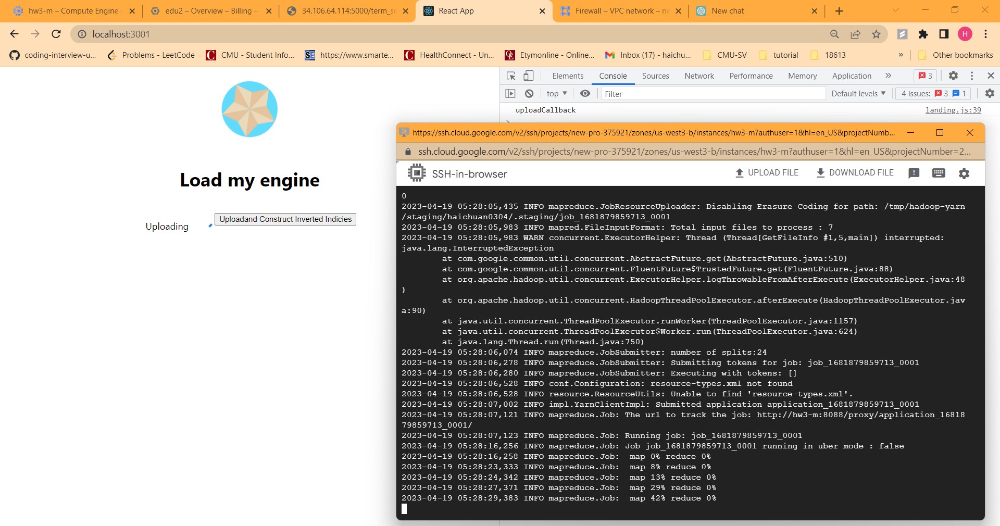 hw3-m – Compute Engine –
edu2 – Overview – Billing –
34.106.64.114:5000/term_se
React App
Firewall – VPC network – ne
New chat
localhost:3001
H
coding-interview-u...
Problems - LeetCode
CMU - Student Info...
https://www.smarte...
HealthConnect - Un...
Etymonline - Online...
Inbox (17) - haichu...
CMU-SV
tutorial
18613
»
Other bookmarks
Elements
Console
Sources
Network
Performance
Memory
Application
»
3
top
Filter
Default levels
4 Issues: 3 1
uploadCallback
landing.js:39
Load my engine
Uploading
Uploadand Construct Inverted Indicies
https://ssh.cloud.google.com/v2/ssh/projects/new-pro-375921/zones/us-west3-b/instances/hw3-m?authuser=1&hl=en_US&projectNumb...
ssh.cloud.google.com/v2/ssh/projects/new-pro-375921/zones/us-west3-b/instances/hw3-m?authuser=1&hl=en_US&projectNumber=2...
SSH-in-browser
UPLOAD FILE
DOWNLOAD FILE
0
2023-04-19 05:28:05,435 INFO mapreduce.JobResourceUploader: Disabling Erasure Coding for path: /tmp/hadoop-yarn
/staging/haichuan0304/.staging/job_1681879859713_0001
2023-04-19 05:28:05,983 INFO mapred.FileInputFormat: Total input files to process : 7
2023-04-19 05:28:05,983 WARN concurrent.ExecutorHelper: Thread (Thread[GetFileInfo #1,5,main]) interrupted:
java.lang.InterruptedException
at com.google.common.util.concurrent.AbstractFuture.get(AbstractFuture.java:510)
at com.google.common.util.concurrent.FluentFuture$TrustedFuture.get(FluentFuture.java:88)
at org.apache.hadoop.util.concurrent.ExecutorHelper.logThrowableFromAfterExecute(ExecutorHelper.java:48
)
at org.apache.hadoop.util.concurrent.HadoopThreadPoolExecutor.afterExecute(HadoopThreadPoolExecutor.jav
a:90)
at java.util.concurrent.ThreadPoolExecutor.runWorker(ThreadPoolExecutor.java:1157)
at java.util.concurrent.ThreadPoolExecutor$Worker.run(ThreadPoolExecutor.java:624)
at java.lang.Thread.run(Thread.java:750)
2023-04-19 05:28:06,074 INFO mapreduce.JobSubmitter: number of splits:24
2023-04-19 05:28:06,278 INFO mapreduce.JobSubmitter: Submitting tokens for job: job_1681879859713_0001
2023-04-19 05:28:06,280 INFO mapreduce.JobSubmitter: Executing with tokens: []
2023-04-19 05:28:06,528 INFO conf.Configuration: resource-types.xml not found
2023-04-19 05:28:06,528 INFO resource.ResourceUtils: Unable to find 'resource-types.xml'.
2023-04-19 05:28:07,002 INFO impl.YarnClientImpl: Submitted application application_1681879859713_0001
2023-04-19 05:28:07,121 INFO mapreduce.Job: The url to track the job: http://hw3-m:8088/proxy/application_16818
79859713_0001/
2023-04-19 05:28:07,123 INFO mapreduce.Job: Running job: job_1681879859713_0001
2023-04-19 05:28:16,256 INFO mapreduce.Job: Job job_1681879859713_0001 running in uber mode : false
2023-04-19 05:28:16,258 INFO mapreduce.Job:  map 0% reduce 0%
2023-04-19 05:28:23,333 INFO mapreduce.Job:  map 8% reduce 0%
2023-04-19 05:28:24,342 INFO mapreduce.Job:  map 13% reduce 0%
2023-04-19 05:28:27,371 INFO mapreduce.Job:  map 29% reduce 0%
2023-04-19 05:28:29,383 INFO mapreduce.Job:  map 42% reduce 0%